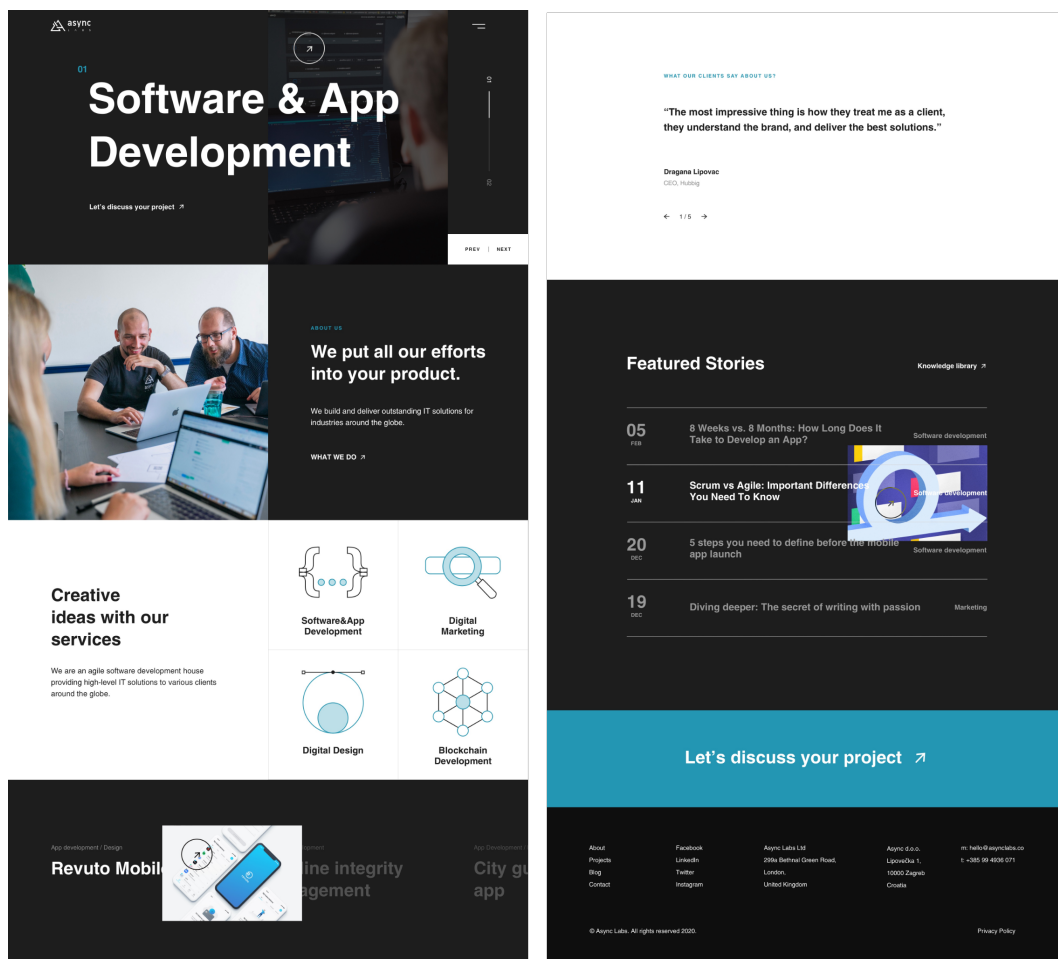 async
LABS
01
Software & App
Development
Let's discuss your project
01
02
PREV | NEXT
ABOUT US
We put all our efforts
into your product.
We build and deliver outstanding IT solutions for
industries around the globe.
WHAT WE DO
Creative
ideas with our
services
We are an agile software development house
providing high-level IT solutions to various clients
around the globe.
Software&App
Development
Digital
Marketing
Digital Design
Blockchain
Development
App development / Design
Revuto Mobil
line integrity
agement
App Development
City gu
app
WHAT OUR CLIENTS SAY ABOUT US?
“The most impressive thing is how they treat me as a client,
they understand the brand, and deliver the best solutions.”
Dragana Lipovac
CEO, Hubtag
1 / 5
Featured Stories
Knowledge library
05
FEB
8 Weeks vs. 8 Months: How Long Does It
Take to Develop an App?
Software development
11
JAN
Scrum vs Agile: Important Differences
You Need To Know
Software development
20
DEC
5 steps you need to define before the mobile
app launch
Software development
19
DEC
Diving deeper: The secret of writing with passion
Marketing
Let’s discuss your project
About
Projects
Blog
Contact
Facebook
LinkedIn
Twitter
Instagram
Async Labs Ltd
299a Bethnal Green Road,
London,
United Kingdom
Async d.o.o.
Lipovečka 1,
10000 Zagreb
Croatia
m: hello@asynclabs.co
t: +385 99 4936 071
© Async Labs. All rights reserved 2020.
Privacy Policy